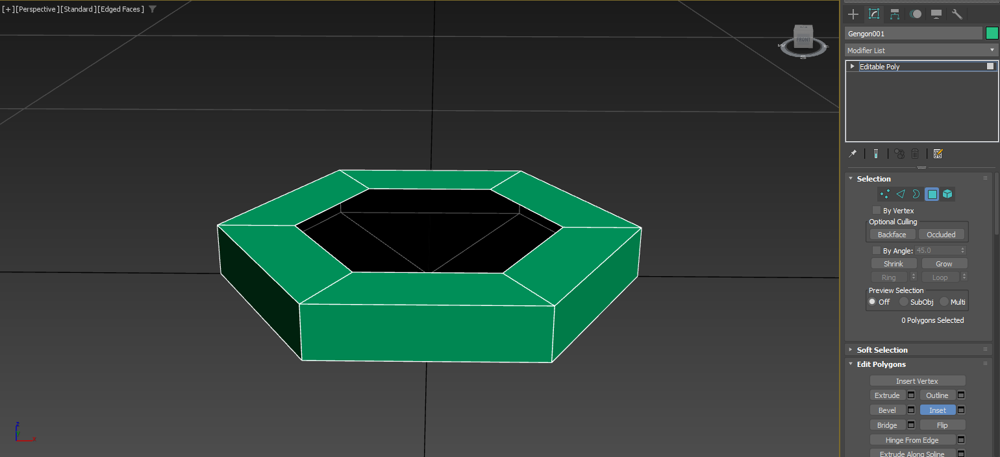 [+][Perspective][Standard][Edged Faces]
FRONT
S
z
x
Gengon001
Modifier List
Editable Poly
Selection
By Vertex
Optional Culling
Backface Occluded
By Angle: 45.0
Shrink Grow
Ring Loop
Preview Selection
Off SubObj Multi
0 Polygons Selected
Soft Selection
Edit Polygons
Insert Vertex
Extrude Outline
Bevel Inset
Bridge Flip
Hinge From Edge
Extrude Along Spline